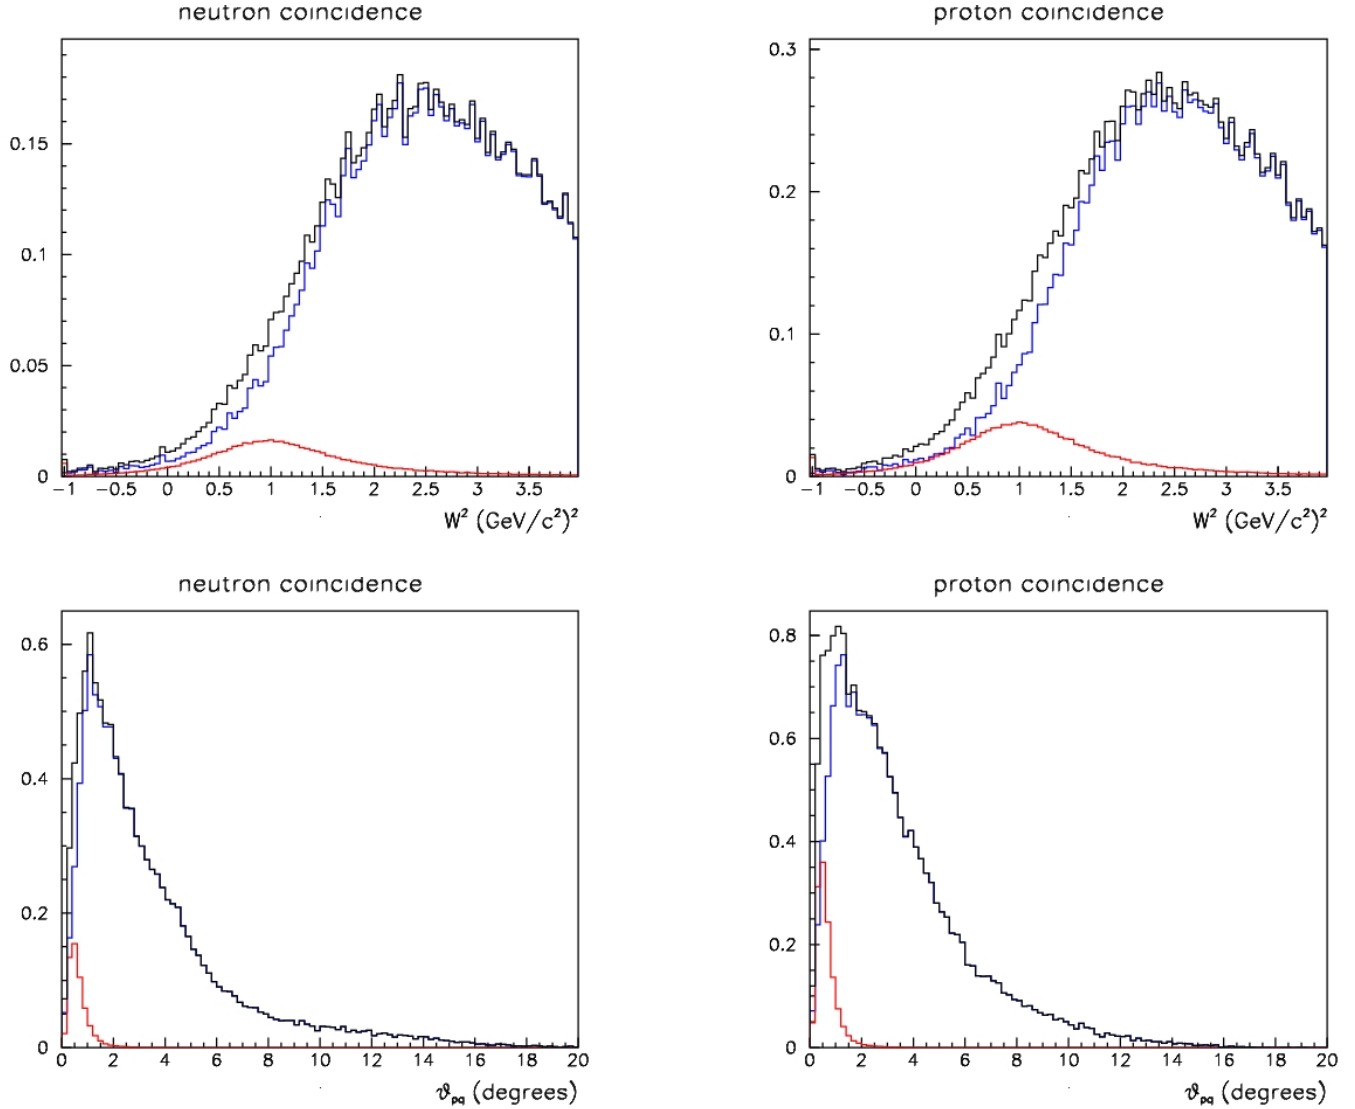 neutron coincidence
proton coincidence
0.15
0.1
0.05
0
−1 −0.5 0 0.5 1 1.5 2 2.5 3 3.5
W² (GeV/c²)²
0.3
0.2
0.1
0
−1 −0.5 0 0.5 1 1.5 2 2.5 3 3.5
W² (GeV/c²)²
neutron coincidence
proton coincidence
0.6
0.4
0.2
0
0 2 4 6 8 10 12 14 16 18 20
ϑpq (degrees)
0.8
0.6
0.4
0.2
0
0 2 4 6 8 10 12 14 16 18 20
ϑpq (degrees)